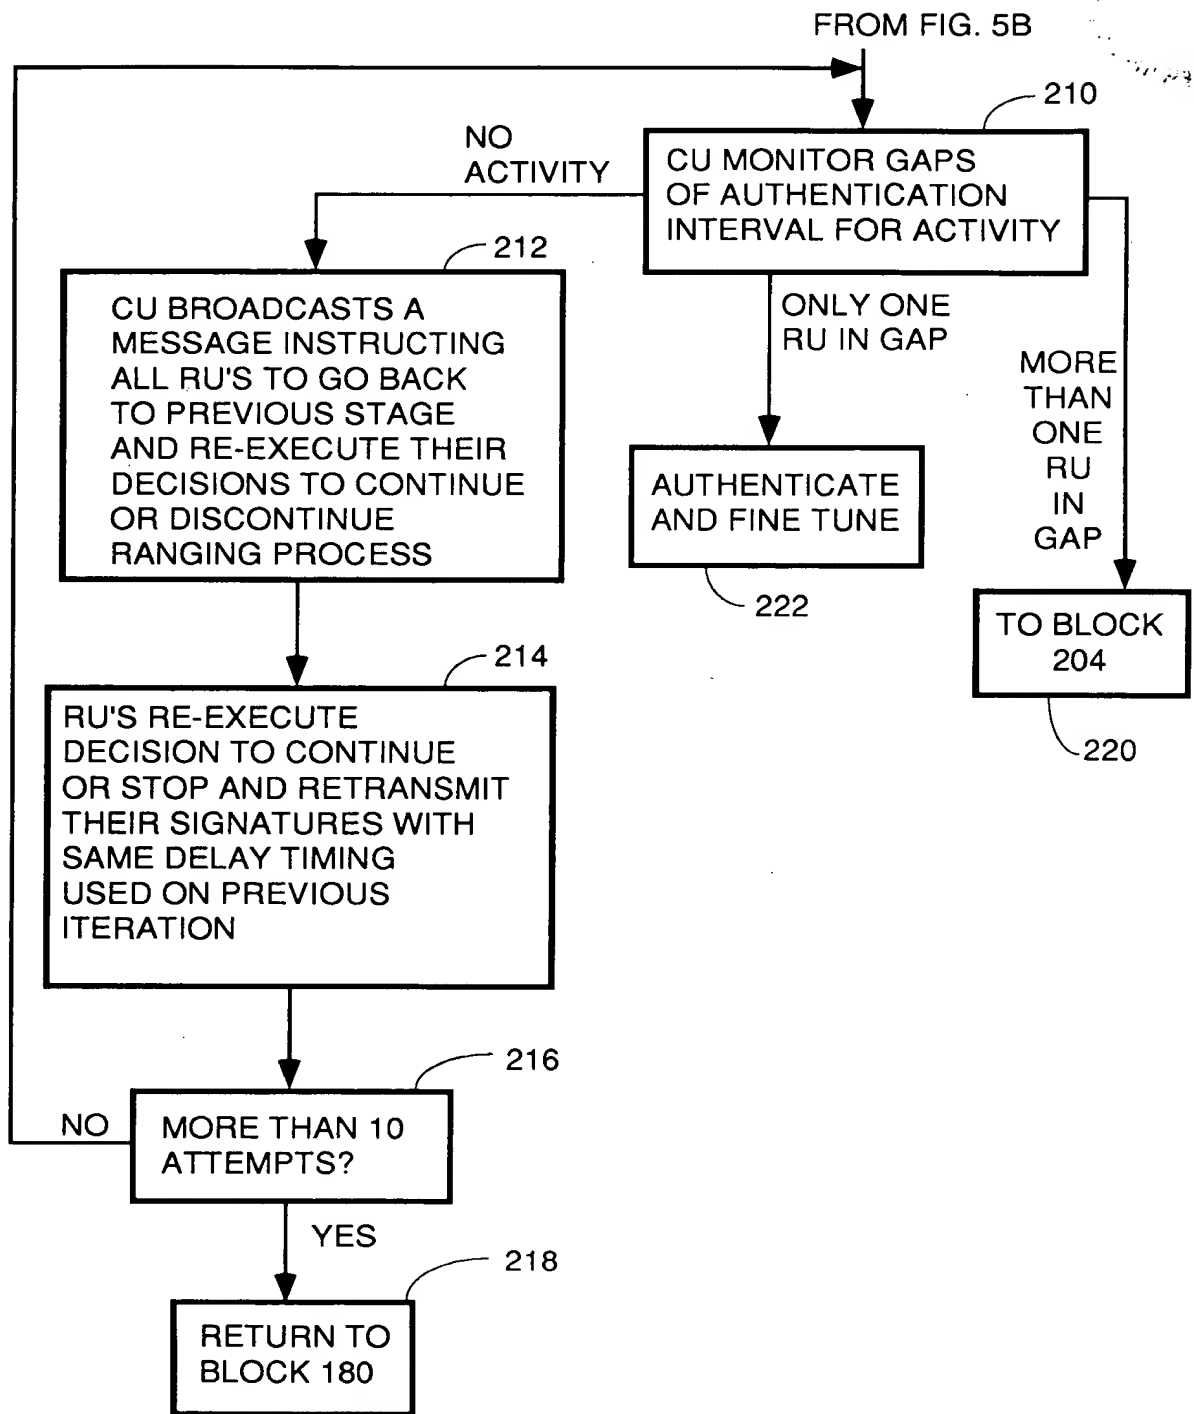 FROM FIG. 5B
210
NO
ACTIVITY
CU MONITOR GAPS
OF AUTHENTICATION
INTERVAL FOR ACTIVITY
212
CU BROADCASTS A
MESSAGE INSTRUCTING
ALL RU'S TO GO BACK
TO PREVIOUS STAGE
AND RE-EXECUTE THEIR
DECISIONS TO CONTINUE
OR DISCONTINUE
RANGING PROCESS
ONLY ONE
RU IN GAP
MORE
THAN
ONE
RU
IN
GAP
AUTHENTICATE
AND FINE TUNE
222
TO BLOCK
204
220
214
RU'S RE-EXECUTE
DECISION TO CONTINUE
OR STOP AND RETRANSMIT
THEIR SIGNATURES WITH
SAME DELAY TIMING
USED ON PREVIOUS
ITERATION
216
NO
MORE THAN 10
ATTEMPTS?
YES
218
RETURN TO
BLOCK 180